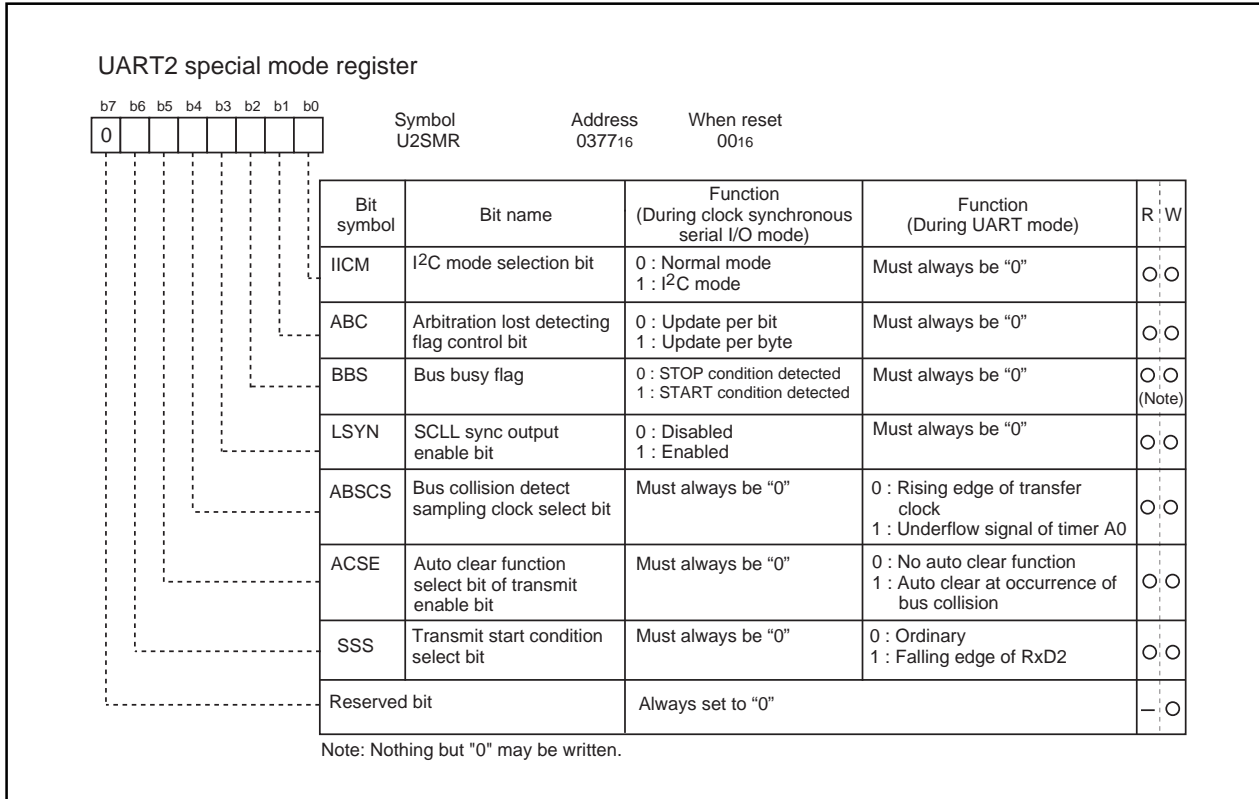 UART2 special mode register
b7 b6 b5 b4 b3 b2 b1 b0
0
Symbol Address When reset
U2SMR 037716 0016
Bit symbol
Bit name
Function
(During clock synchronous
serial I/O mode)
Function
(During UART mode)
R W
IICM
I2C mode selection bit
0 : Normal mode
1 : I2C mode
Must always be “0”
ABC
Arbitration lost detecting
flag control bit
0 : Update per bit
1 : Update per byte
Must always be “0”
BBS
Bus busy flag
0 : STOP condition detected
1 : START condition detected
Must always be “0”
(Note)
LSYN
SCLL sync output
enable bit
0 : Disabled
1 : Enabled
Must always be “0”
ABSCS
Bus collision detect
sampling clock select bit
Must always be “0”
0 : Rising edge of transfer
clock
1 : Underflow signal of timer A0
ACSE
Auto clear function
select bit of transmit
enable bit
Must always be “0”
0 : No auto clear function
1 : Auto clear at occurrence of
bus collision
SSS
Transmit start condition
select bit
Must always be “0”
0 : Ordinary
1 : Falling edge of RxD2
Reserved bit
Always set to “0”
–
Note: Nothing but "0" may be written.